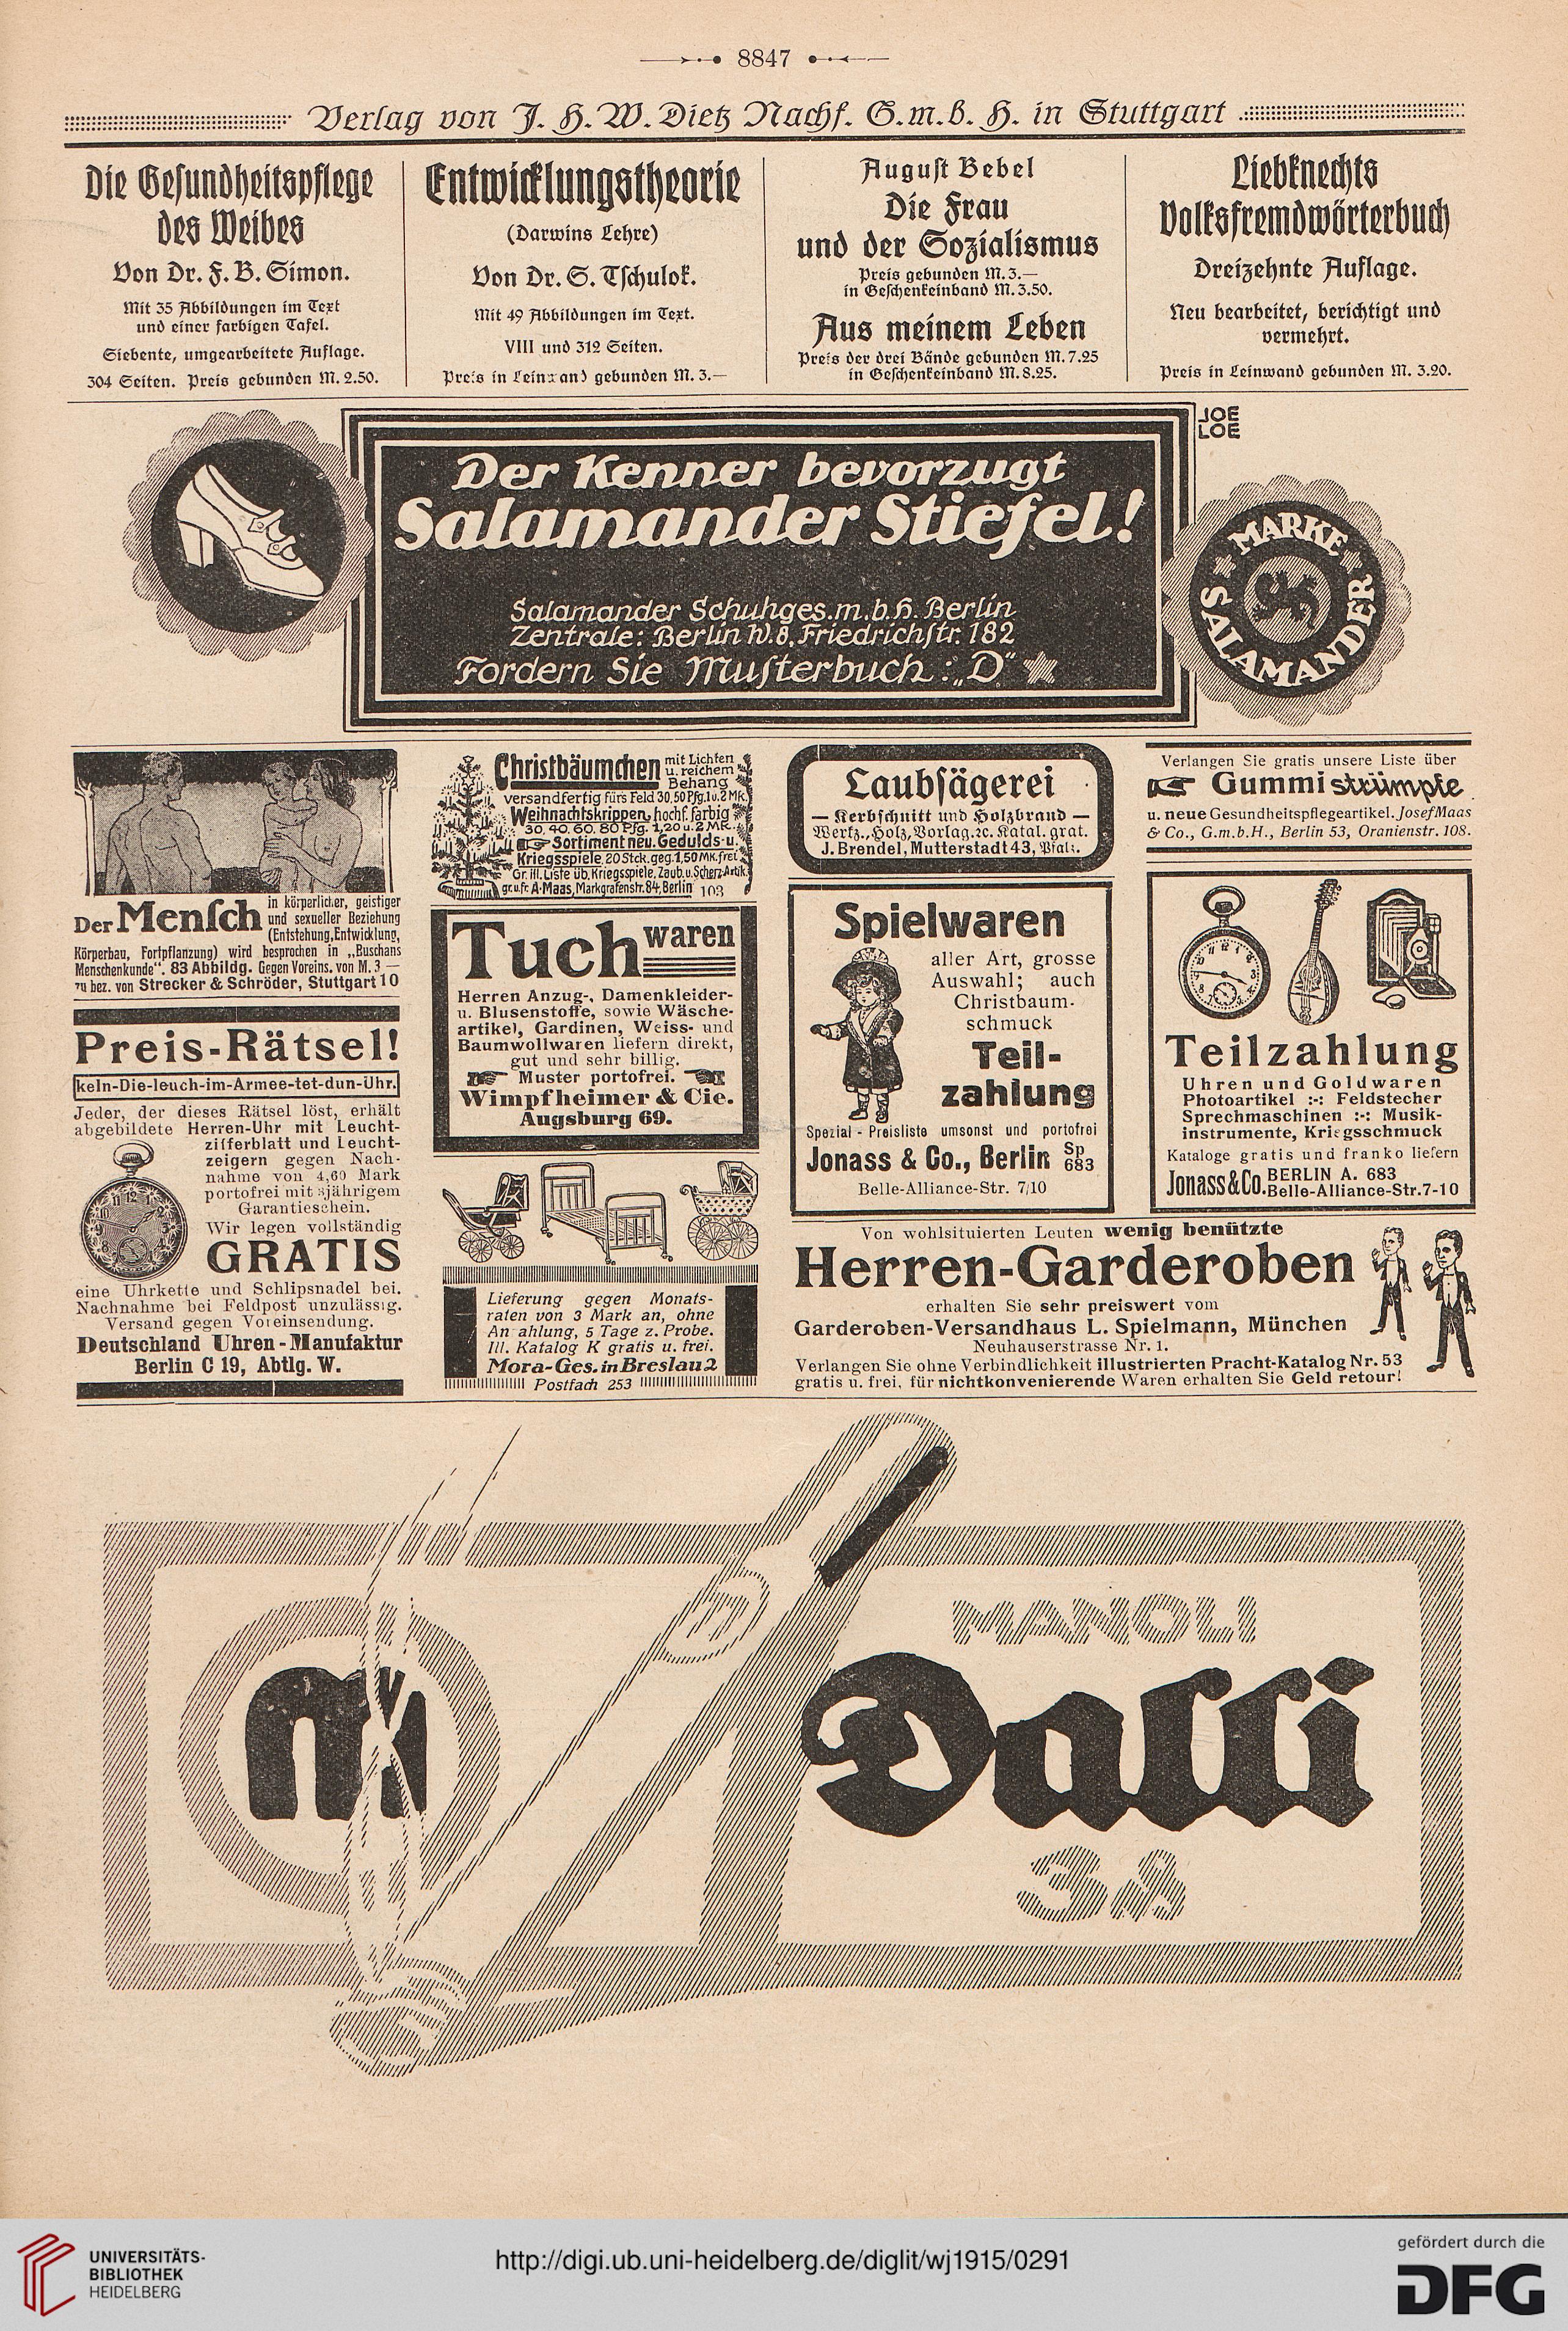 8847
Verlag von J. H. W. Dietz Nachf. G. m. b. H. in Stuttgart
Die Gesundheitspflege
des Weibes
Von Dr. F. B. Simon.
Mit 35 Abbildungen im Text
und einer farbigen Tafel.
Siebente, umgearbeitete Auflage.
304 Seiten. Preis gebunden M. 2.50.
Entwicklungstheorie
(Darwins Lehre)
Von Dr. S. Tschulok.
Mit 49 Abbildungen im Text.
VIII und 312 Seiten.
Preis in Leinwand gebunden M. 3.—
August Bebel
Die Frau
und der Sozialismus
Preis gebunden M. 3.—
in Geschenkeinband M. 3.50.
Aus meinem Leben
Preis der drei Bände gebunden M. 7.25
in Geschenkeinband M. 8.25.
Liebknechts
Volksfremdwörterbuch
Dreizehnte Auflage.
Neu bearbeitet, berichtigt und
vermehrt.
Preis in Leinwand gebunden M. 3.20.
JOE
LOE
Der Kenner bevorzugt
Salamander Stiefel!
Salamander Schuhges.m.b.H. Berlin
Zentrale: Berlin W.8, Friedrichstr. 182
Fordern Sie Musterbuch: „D"
MARKE
SALAMANDER
Der Mensch in körperlicher, geistiger
und sexueller Beziehung
(Entstehung, Entwicklung,
Körperbau, Fortpflanzung) wird besprochen in „Buschans
Menschenkunde". 83 Abbildg. Gegen Voreins. von M. 3 —
zu bez. von Strecker & Schröder, Stuttgart 10
Preis-Rätsel!
keln-Die-leuch-im-Armee-tet-dun-Uhr.
Jeder, der dieses Rätsel löst, erhält
abgebildete Herren-Uhr mit Leucht-
zifferblatt und Leucht-
zeigern gegen Nach-
nahme von 4,60 Mark
portofrei mit 3jährigem
Garantieschein.
Wir legen vollständig
GRATIS
eine Uhrkette und Schlipsnadel bei.
Nachnahme bei Feldpost unzulässig.
Versand gegen Voreinsendung.
Deutschland Uhren-Manufaktur
Berlin C 19, Abtlg. W.
Christbäumchen mit Lichten
u. reichem
Behang
versandfertig fürs Feld 30, 50 Pfg. 1 u. 2 Mk.
Weihnachtskrippen, hochf. farbig
30, 40, 60, 80 Pfg. 1,20 u. 2 Mk.
Sortiment neu. Gedulds- u.
Kriegsspiele, 20 Stck. geg. 1,50 Mk. frei
Gr. ill. Liste üb. Kriegsspiele, Zaub. u. Scherz-Artik.
gr. u. fr. A. Maas, Markgrafenstr. 84, Berlin 103
Tuchwaren
Herren Anzug-, Damenkleider-
u. Blusenstoffe, sowie Wäsche-
artikel, Gardinen, Weiss- und
Baumwollwaren liefern direkt,
gut und sehr billig.
Muster portofrei.
Wimpfheimer & Cie.
Augsburg 69.
Lieferung gegen Monats-
raten von 3 Mark an, ohne
Anzahlung, 5 Tage z. Probe.
Ill. Katalog K gratis u. frei.
Mora-Ges. in Breslau 2
Postfach 253
Laubsägerei
— Kerbschnitt und Holzbrand —
Werkz., Holz, Vorlag. 2c. Katal. grat.
J. Brendel, Mutterstadt 43, Pfalz.
Spielwaren
aller Art, grosse
Auswahl; auch
Christbaum-
schmuck
Teil-
zahlung
Spezial-Preisliste umsonst und portofrei
Jonass & Co., Berlin Sp
683
Belle-Alliance-Str. 7/10
Verlangen Sie gratis unsere Liste über
Gummistrümpfe
u. neue Gesundheitspflegeartikel. Josef Maas
& Co., G.m.b.H., Berlin 53, Oranienstr. 108.
Teilzahlung
Uhren und Goldwaren
Photoartikel :-: Feldstecher
Sprechmaschinen :-: Musik-
instrumente, Kriegsschmuck
Kataloge gratis und franko liefern
Jonass & Co. BERLIN A. 683
Belle-Alliance-Str. 7-10
Von wohlsituierten Leuten wenig benützte
Herren-Garderoben
erhalten Sie sehr preiswert vom
Garderoben-Versandhaus L. Spielmann, München
Neuhauserstrasse Nr. 1.
Verlangen Sie ohne Verbindlichkeit illustrierten Pracht-Katalog Nr. 53
gratis u. frei, für nichtkonvenierende Waren erhalten Sie Geld retour!
m
m
MANOLI
Dalli
3₰
UNIVERSITÄTS-
BIBLIOTHEK
HEIDELBERG
http://digi.ub.uni-heidelberg.de/diglit/wj1915/0291
gefördert durch die
DFG